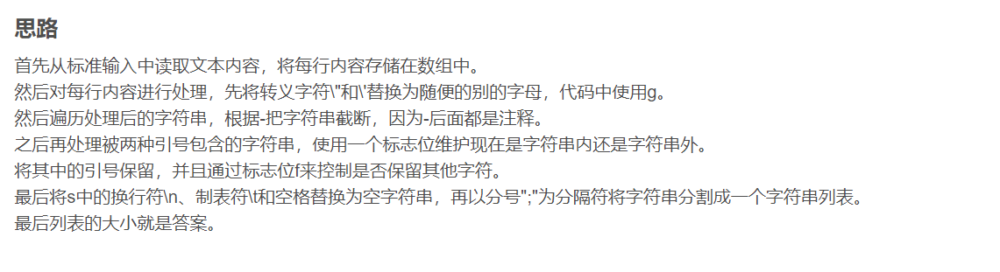 思路
首先从标准输入中读取文本内容，将每行内容存储在数组中。
然后对每行内容进行处理，先将转义字符\"和\'替换为随便的别的字母，代码中使用g。
然后遍历处理后的字符串，根据-把字符串截断，因为-后面都是注释。
之后再处理被两种引号包含的字符串，使用一个标志位维护现在是字符串内还是字符串外。
将其中的引号保留，并且通过标志位f来控制是否保留其他字符。
最后将s中的换行符\n、制表符\t和空格替换为空字符串，再以分号";"为分隔符将字符串分割成一个字符串列表。
最后列表的大小就是答案。